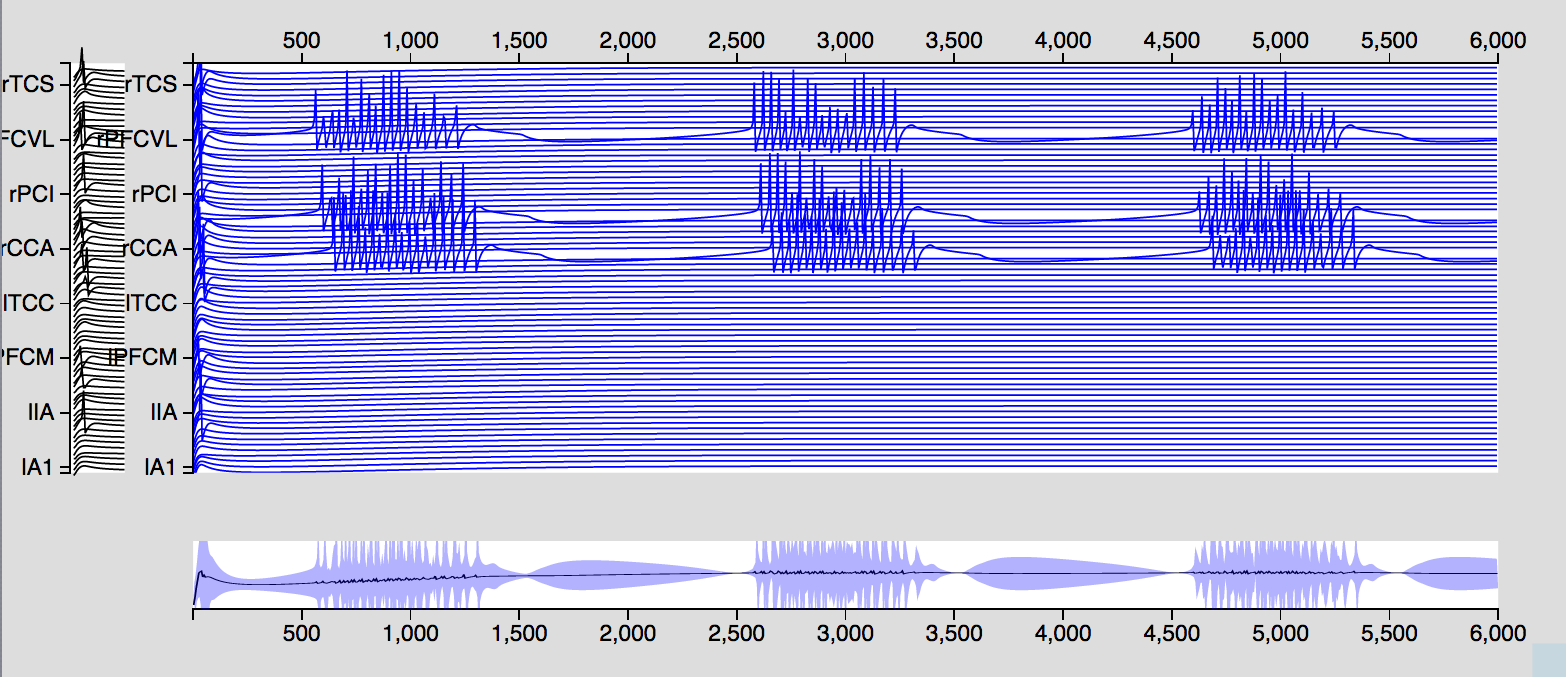 500 1,000 1,500 2,000 2,500 3,000 3,500 4,000 4,500 5,000 5,500 6,000
rTCS rTCS
FCVL rPFCVL
rPCI rPCI
rCCA rCCA
lTCC lTCC
PFCM lPFCM
lIA lIA
lA1 lA1
500 1,000 1,500 2,000 2,500 3,000 3,500 4,000 4,500 5,000 5,500 6,000